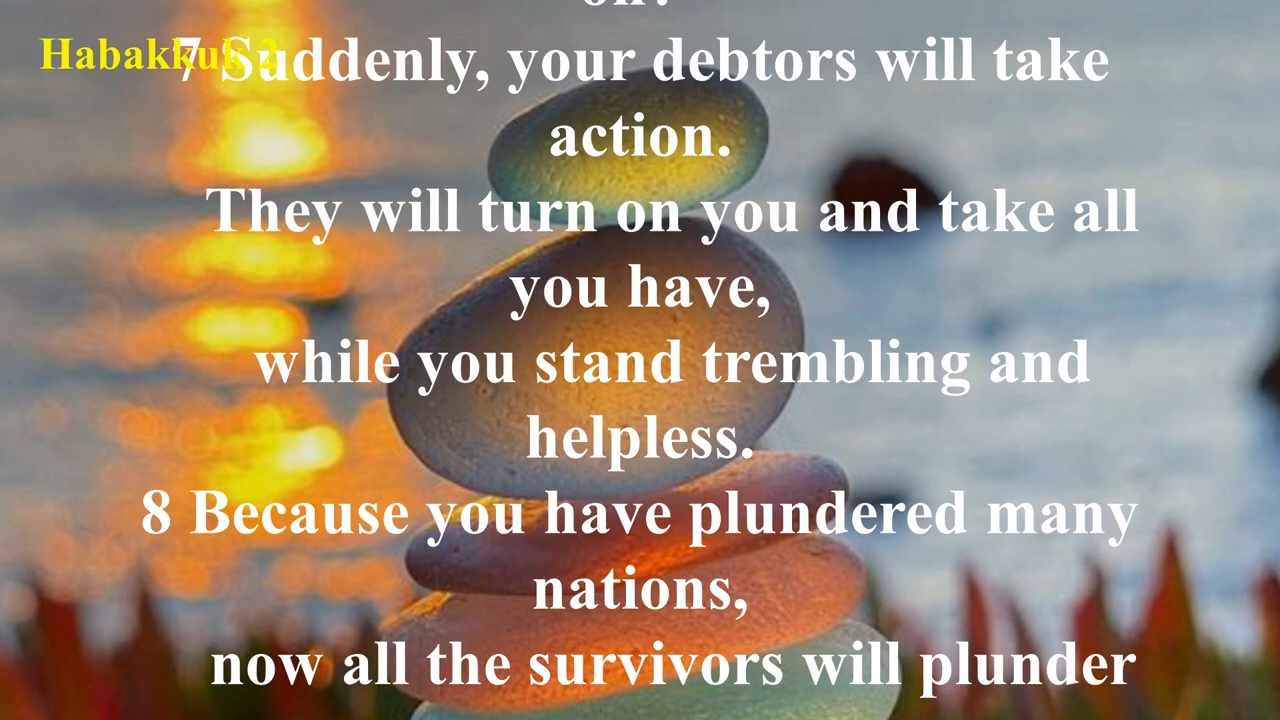 Habakkuk 2
7 Suddenly, your debtors will take
action.
They will turn on you and take all
you have,
while you stand trembling and
helpless.
8 Because you have plundered many
nations,
now all the survivors will plunder